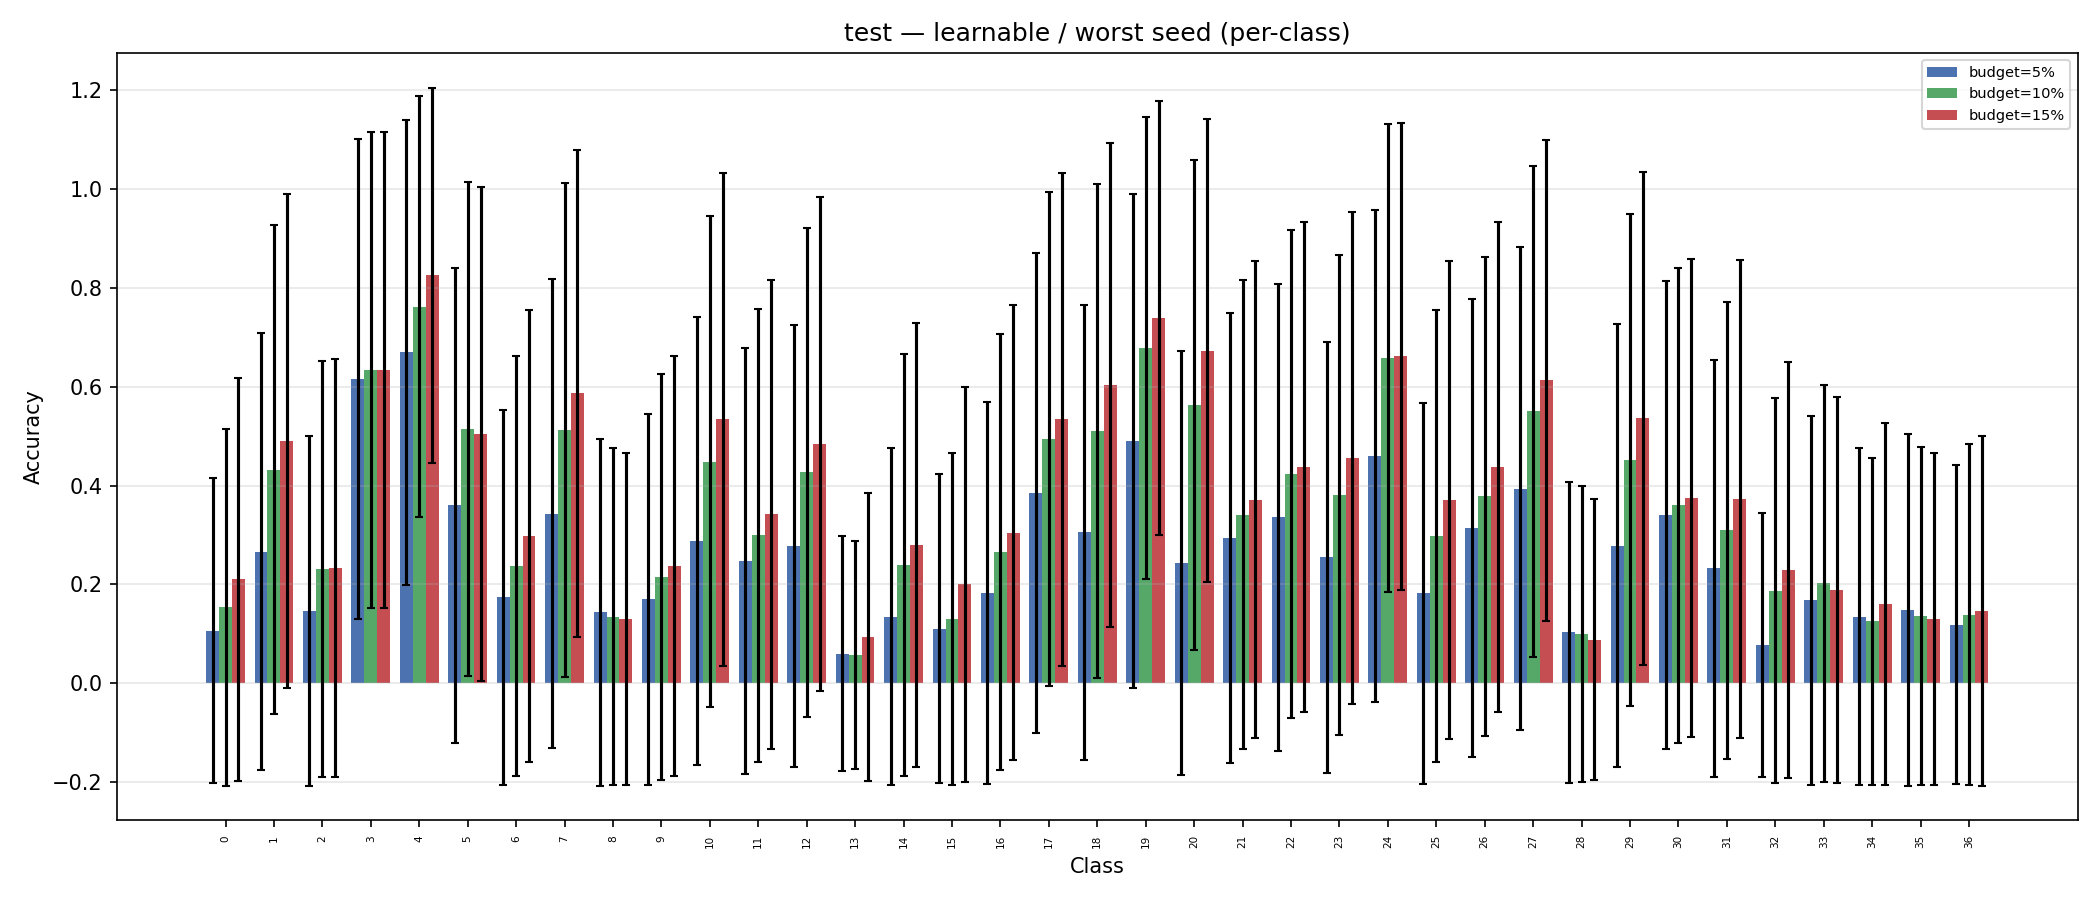 test — learnable / worst seed (per-class)
budget=5%
budget=10%
budget=15%
Accuracy
1.2
1.0
0.8
0.6
0.4
0.2
0.0
−0.2
0 1 2 3 4 5 6 7 8 9 10 11 12 13 14 15 16 17 18 19 20 21 22 23 24 25 26 27 28 29 30 31 32 33 34 35 36
Class